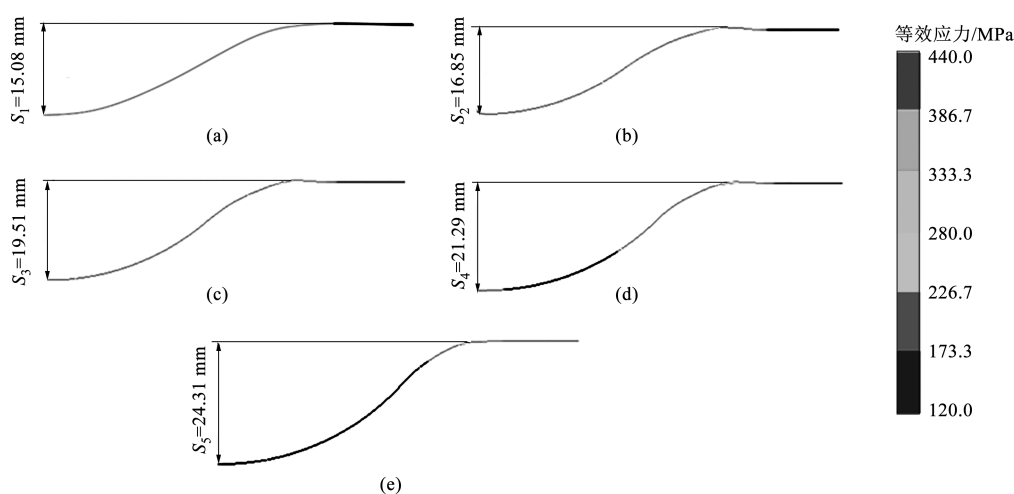 S1=15.08 mm
(a)
S2=16.85 mm
(b)
等效应力/MPa
440.0
386.7
333.3
280.0
226.7
173.3
120.0
S3=19.51 mm
(c)
S4=21.29 mm
(d)
S5=24.31 mm
(e)